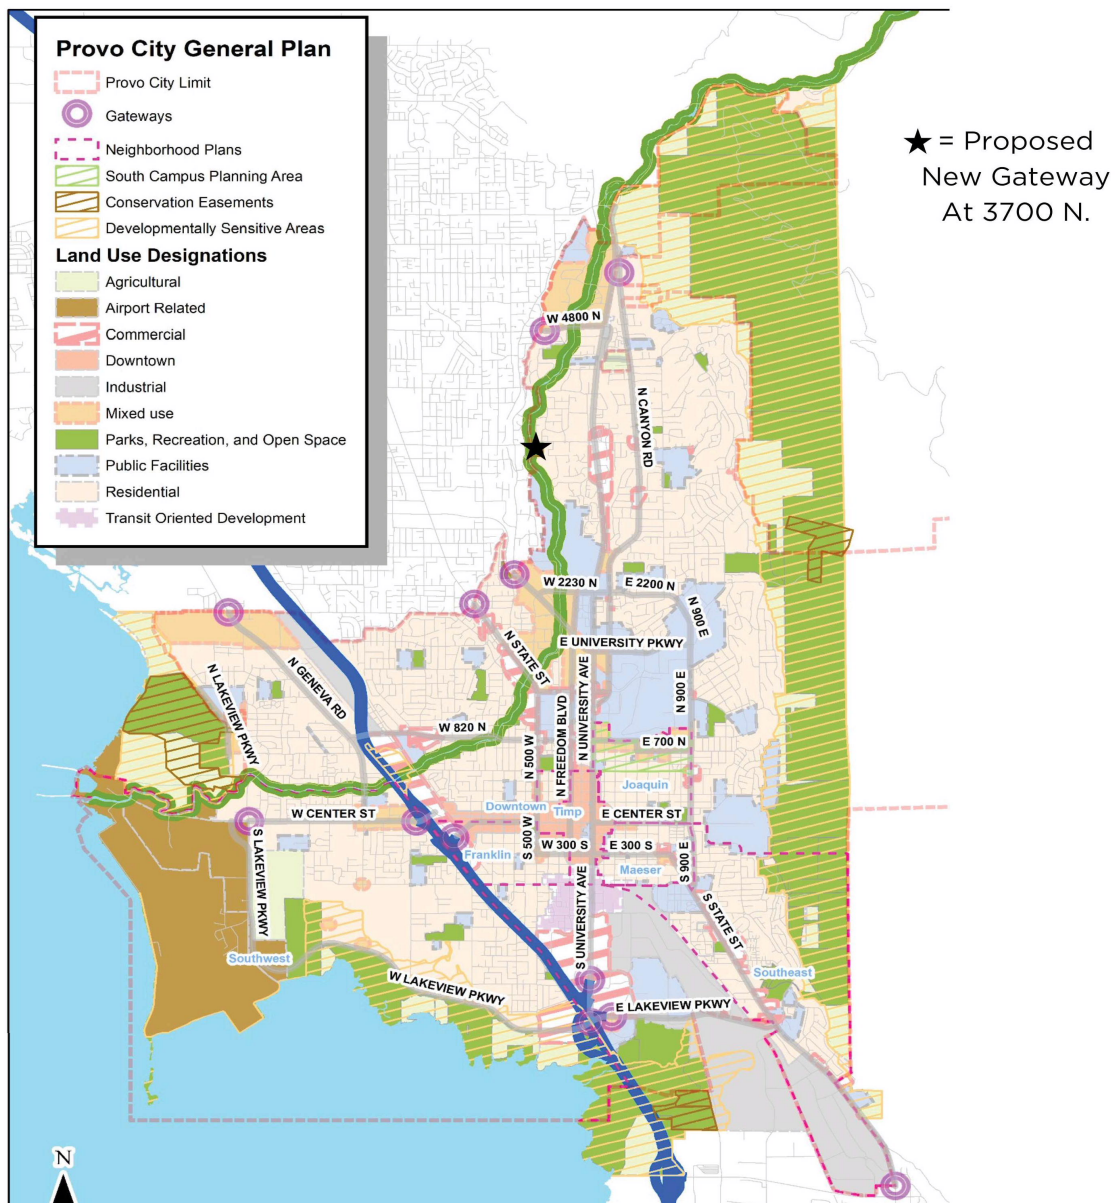 Provo City General Plan
Provo City Limit
Gateways
Neighborhood Plans
South Campus Planning Area
Conservation Easements
Developmentally Sensitive Areas
Land Use Designations
Agricultural
Airport Related
Commercial
Downtown
Industrial
Mixed use
Parks, Recreation, and Open Space
Public Facilities
Residential
Transit Oriented Development
★ = Proposed
New Gateway
At 3700 N.
W 4800 N
N CANYON RD
W 2230 N
E 2200 N
N 900 E
E UNIVERSITY PKWY
N STATE ST
N GENEVA RD
N LAKEVIEW PKWY
N FREEDOM BLVD
N UNIVERSITY AVE
N 900 E
W 820 N
N 500 W
E 700 N
Joaquin
Downtown
Timp
W CENTER ST
E CENTER ST
S 500 W
W 300 S
E 300 S
Franklin
Maeser
S 900 E
S LAKEVIEW PKWY
S UNIVERSITY AVE
S STATE ST
Southwest
Southeast
W LAKEVIEW PKWY
E LAKEVIEW PKWY
N